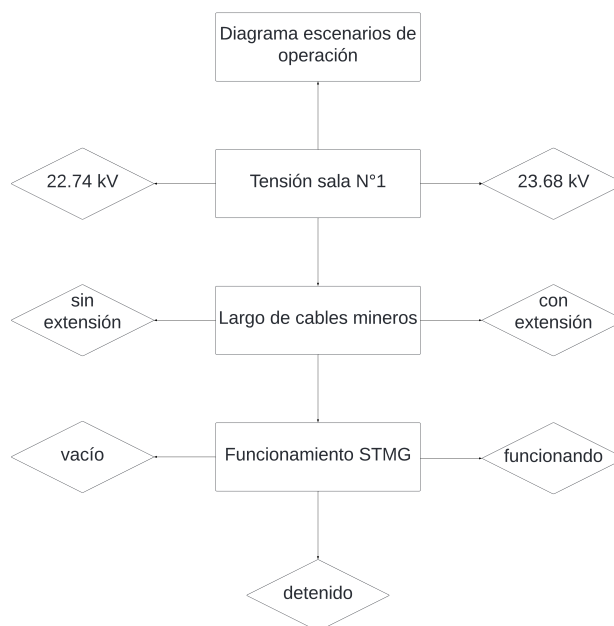 Diagrama escenarios de
operación
22.74 kV
Tensión sala N°1
23.68 kV
sin
extensión
Largo de cables mineros
con
extensión
vacío
Funcionamiento STMG
funcionando
detenido